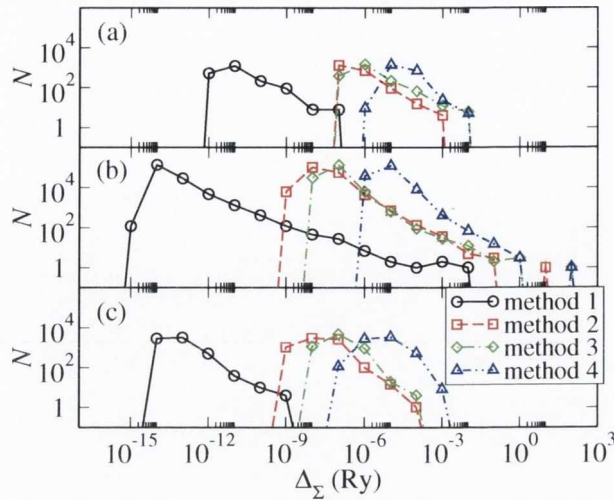 (a)
N
10^4
10^2
1
(b)
N
10^4
10^2
1
(c)
N
10^4
10^2
1
method 1
method 2
method 3
method 4
10^-15 10^-12 10^-9 10^-6 10^-3 10^0 10^3
Δ_Σ (Ry)